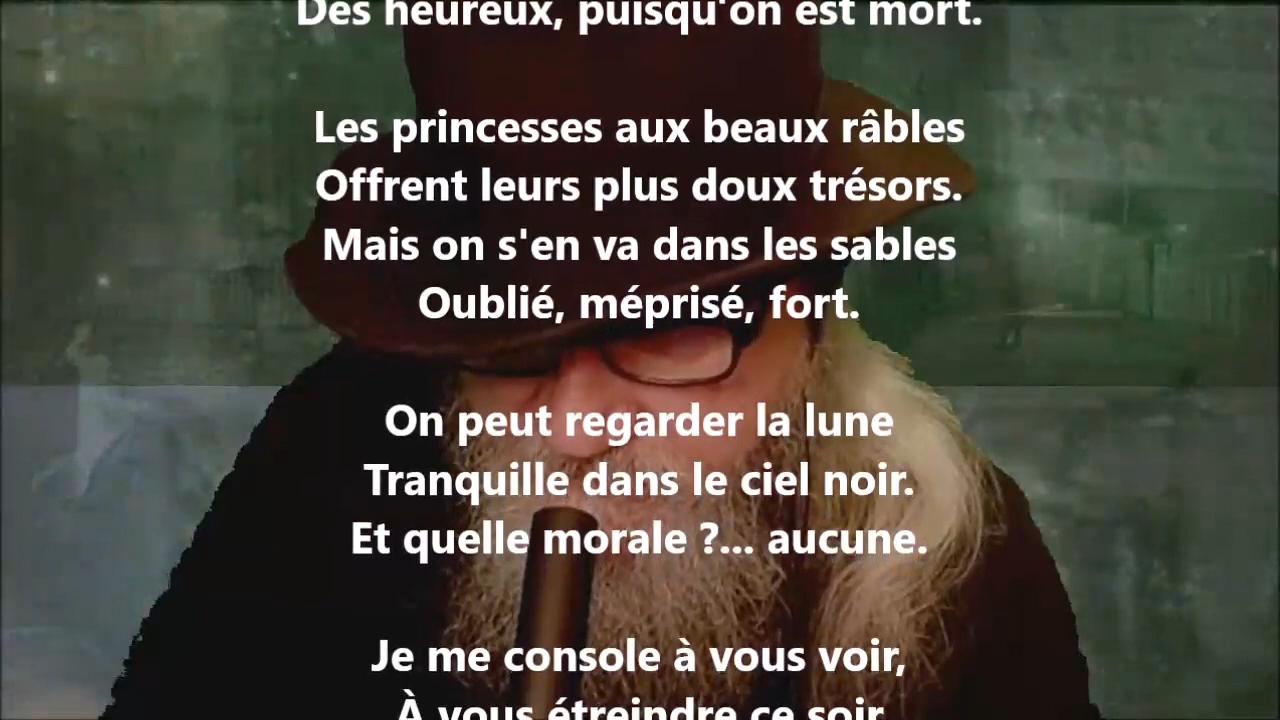 Des heureux, puisqu'on est mort.
Les princesses aux beaux râbles
Offrent leurs plus doux trésors.
Mais on s'en va dans les sables
Oublié, méprisé, fort.
On peut regarder la lune
Tranquille dans le ciel noir.
Et quelle morale ?... aucune.
Je me console à vous voir,
À vous étreindre ce soir